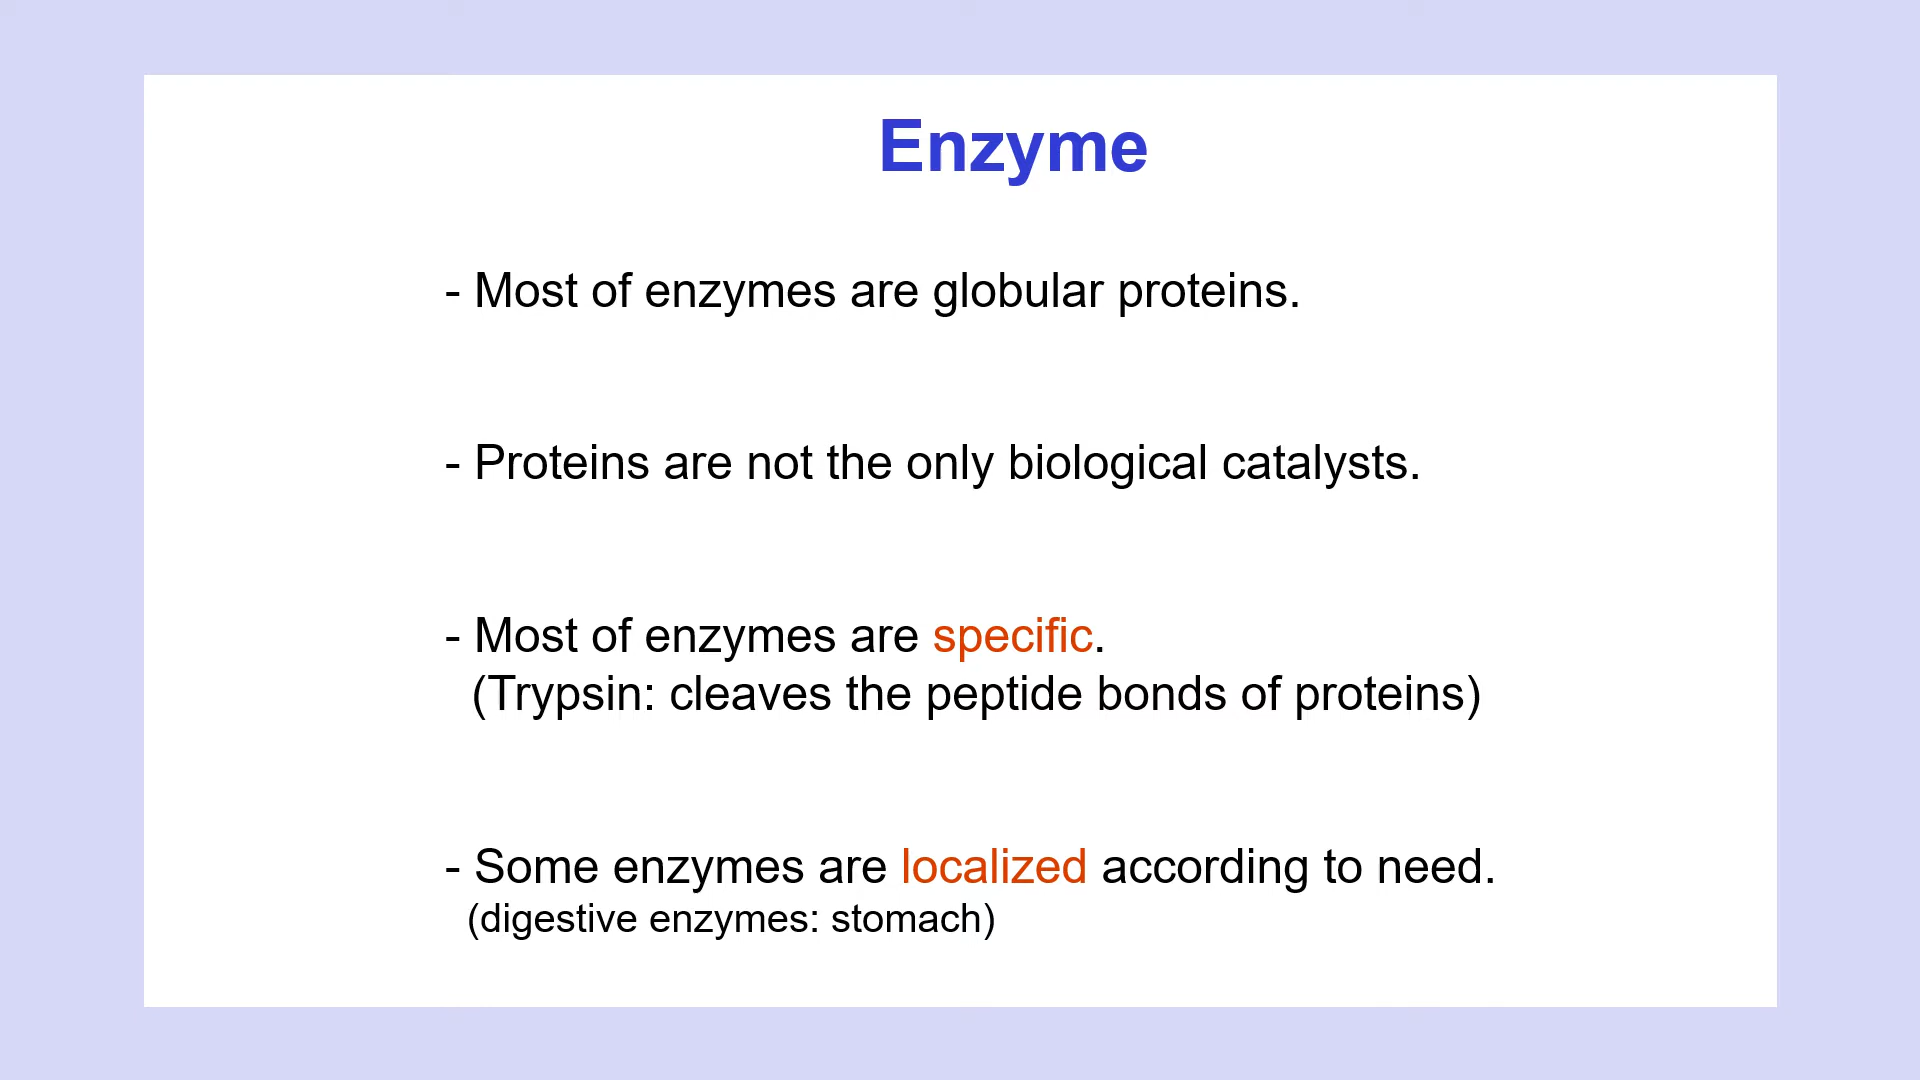 Enzyme
- Most of enzymes are globular proteins.
- Proteins are not the only biological catalysts.
- Most of enzymes are specific.
(Trypsin: cleaves the peptide bonds of proteins)
- Some enzymes are localized according to need.
(digestive enzymes: stomach)